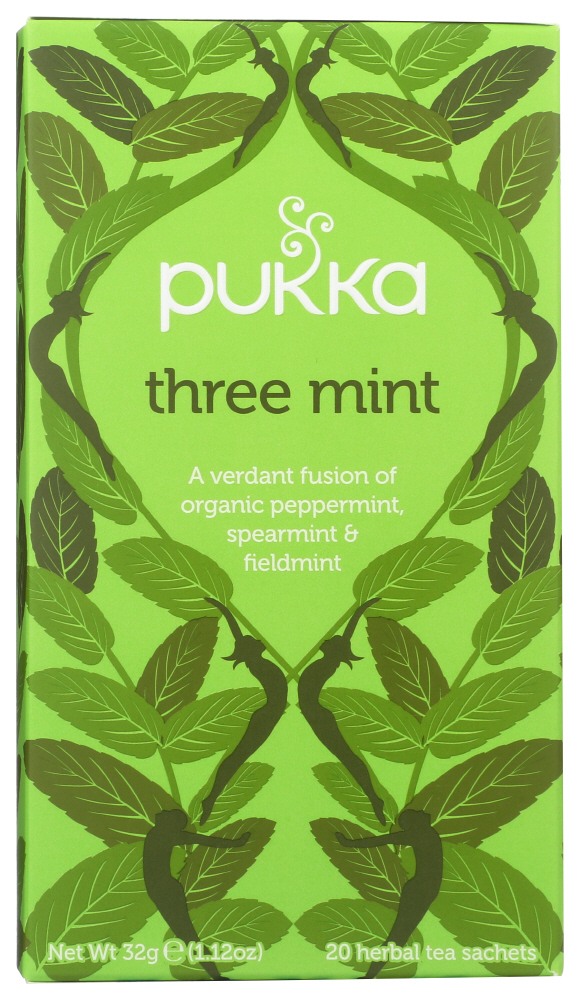 pukka
three mint
A verdant fusion of
organic peppermint,
spearmint &
fieldmint
Net Wt 32g ℮ (1.12oz)
20 herbal tea sachets